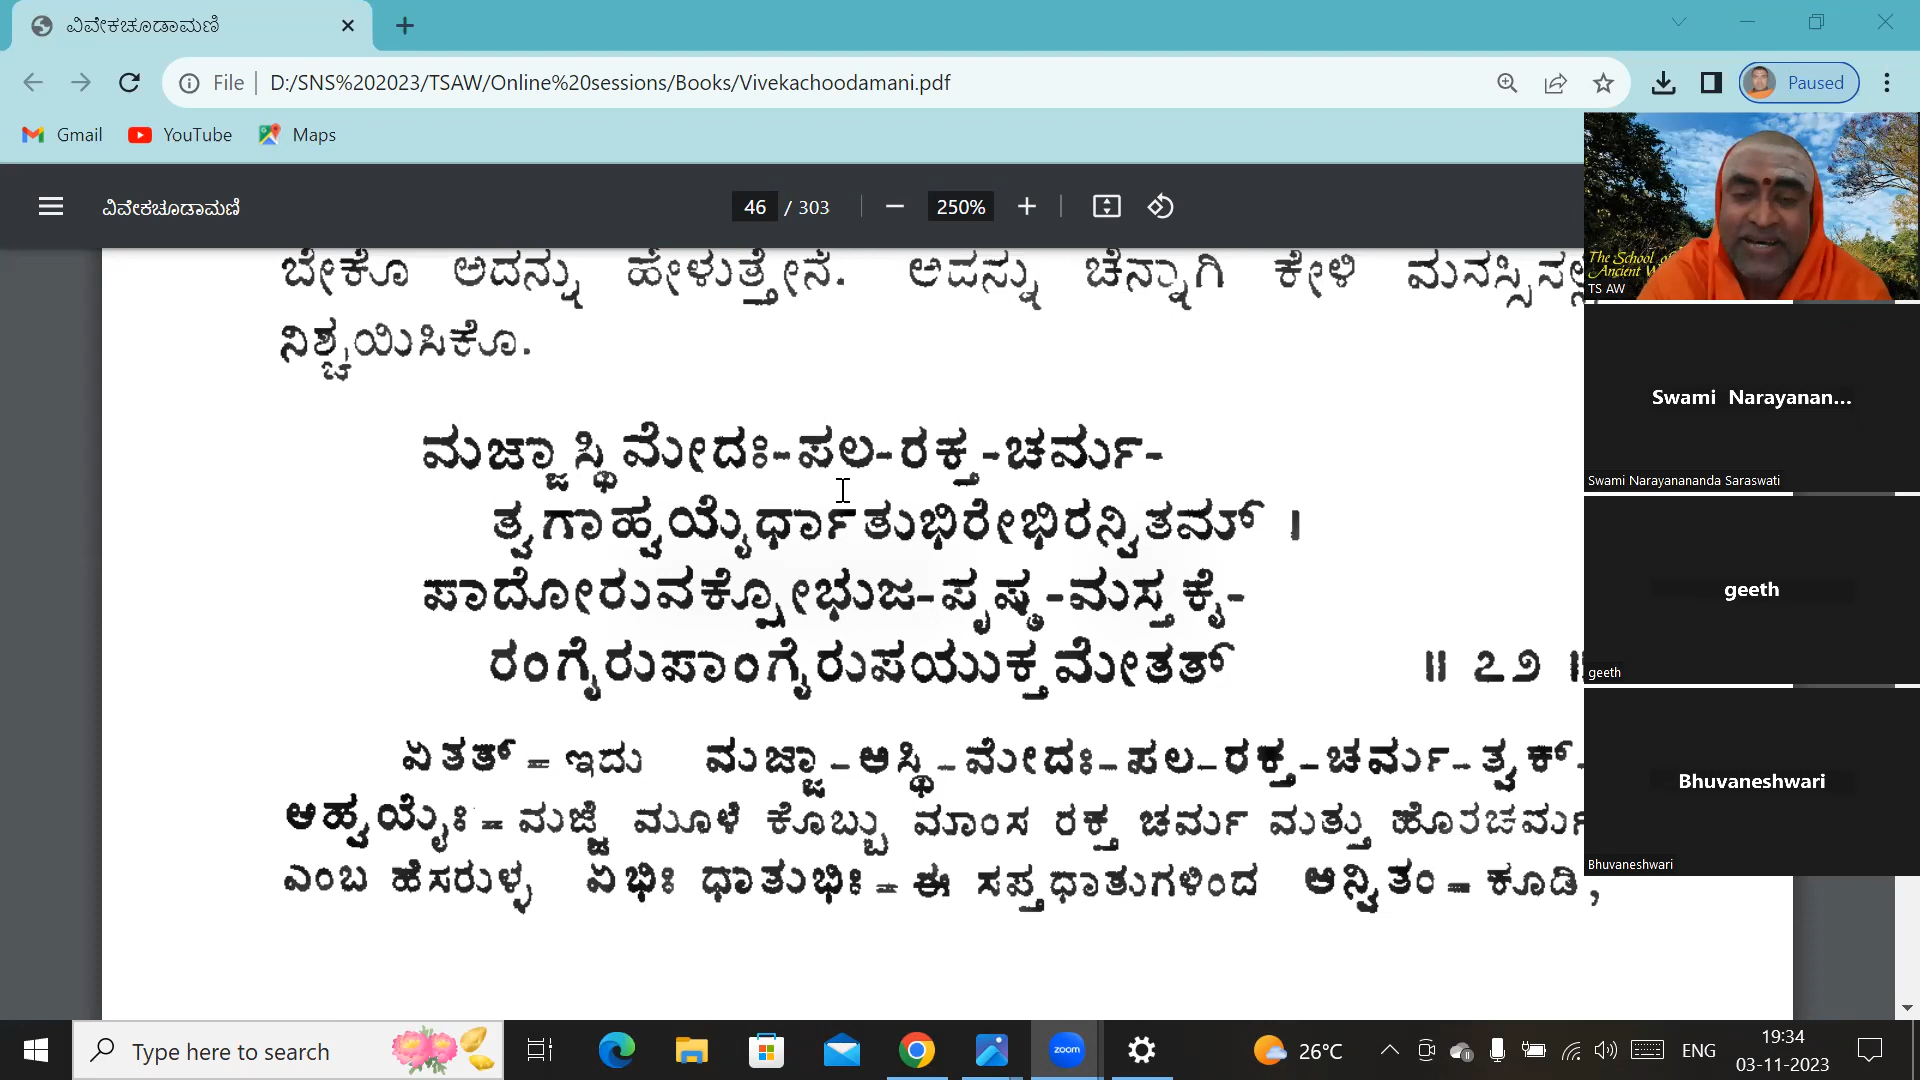 ವಿವೇಕಚೂಡಾಮಣಿ
File D:/SNS%202023/TSAW/Online%20sessions/Books/Vivekachoodamani.pdf
Paused
Gmail YouTube Maps
ವಿವೇಕಚೂಡಾಮಣಿ
46 / 303
250%
ಬೇಕೊ ಅದನ್ನು ಹೇಳುತ್ತೇನೆ. ಅದನ್ನು ಚೆನ್ನಾಗಿ ಕೇಳಿ
ನಿಶ್ಚಯಿಸಿಕೊ.
ಮಜ್ಜಾಸ್ಥಿಮೇದಃ-ಪಲ-ರಕ್ತ-ಚರ್ಮ-
ತ್ವಗಾಹ್ವಯೈರ್ಧಾತುಭಿರೇಭಿರನ್ವಿತಮ್ ।
ಪಾದೋರುವಕ್ಷೋಭುಜ-ಪೃಷ್ಠ-ಮಸ್ತಕೈ-
ರಂಗೈರುಪಾಂಗೈರುಪಯುಕ್ತಮೇತತ್ ॥ ೭೨ ॥
ಏತತ್ = ಇದು ಮಜ್ಜಾ-ಅಸ್ಥಿ-ಮೇದಃ-ಪಲ-ರಕ್ತ-ಚರ್ಮ-ತ್ವಕ್-
ಆಹ್ವಯೈಃ = ಮಜ್ಜೆ ಮೂಳೆ ಕೊಬ್ಬು ಮಾಂಸ ರಕ್ತ ಚರ್ಮ ಮತ್ತು ಹೊರಚರ್ಮ
ಎಂಬ ಹೆಸರುಳ್ಳ ಏಭಿಃ ಧಾತುಭಿಃ = ಈ ಸಪ್ತಧಾತುಗಳಿಂದ ಅನ್ವಿತಂ = ಕೂಡಿ,
The School of
Ancient W
TS AW
Swami Narayanan...
Swami Narayanananda Saraswati
geeth
geeth
Bhuvaneshwari
Bhuvaneshwari
Type here to search
zoom
26°C
ENG
19:34
03-11-2023